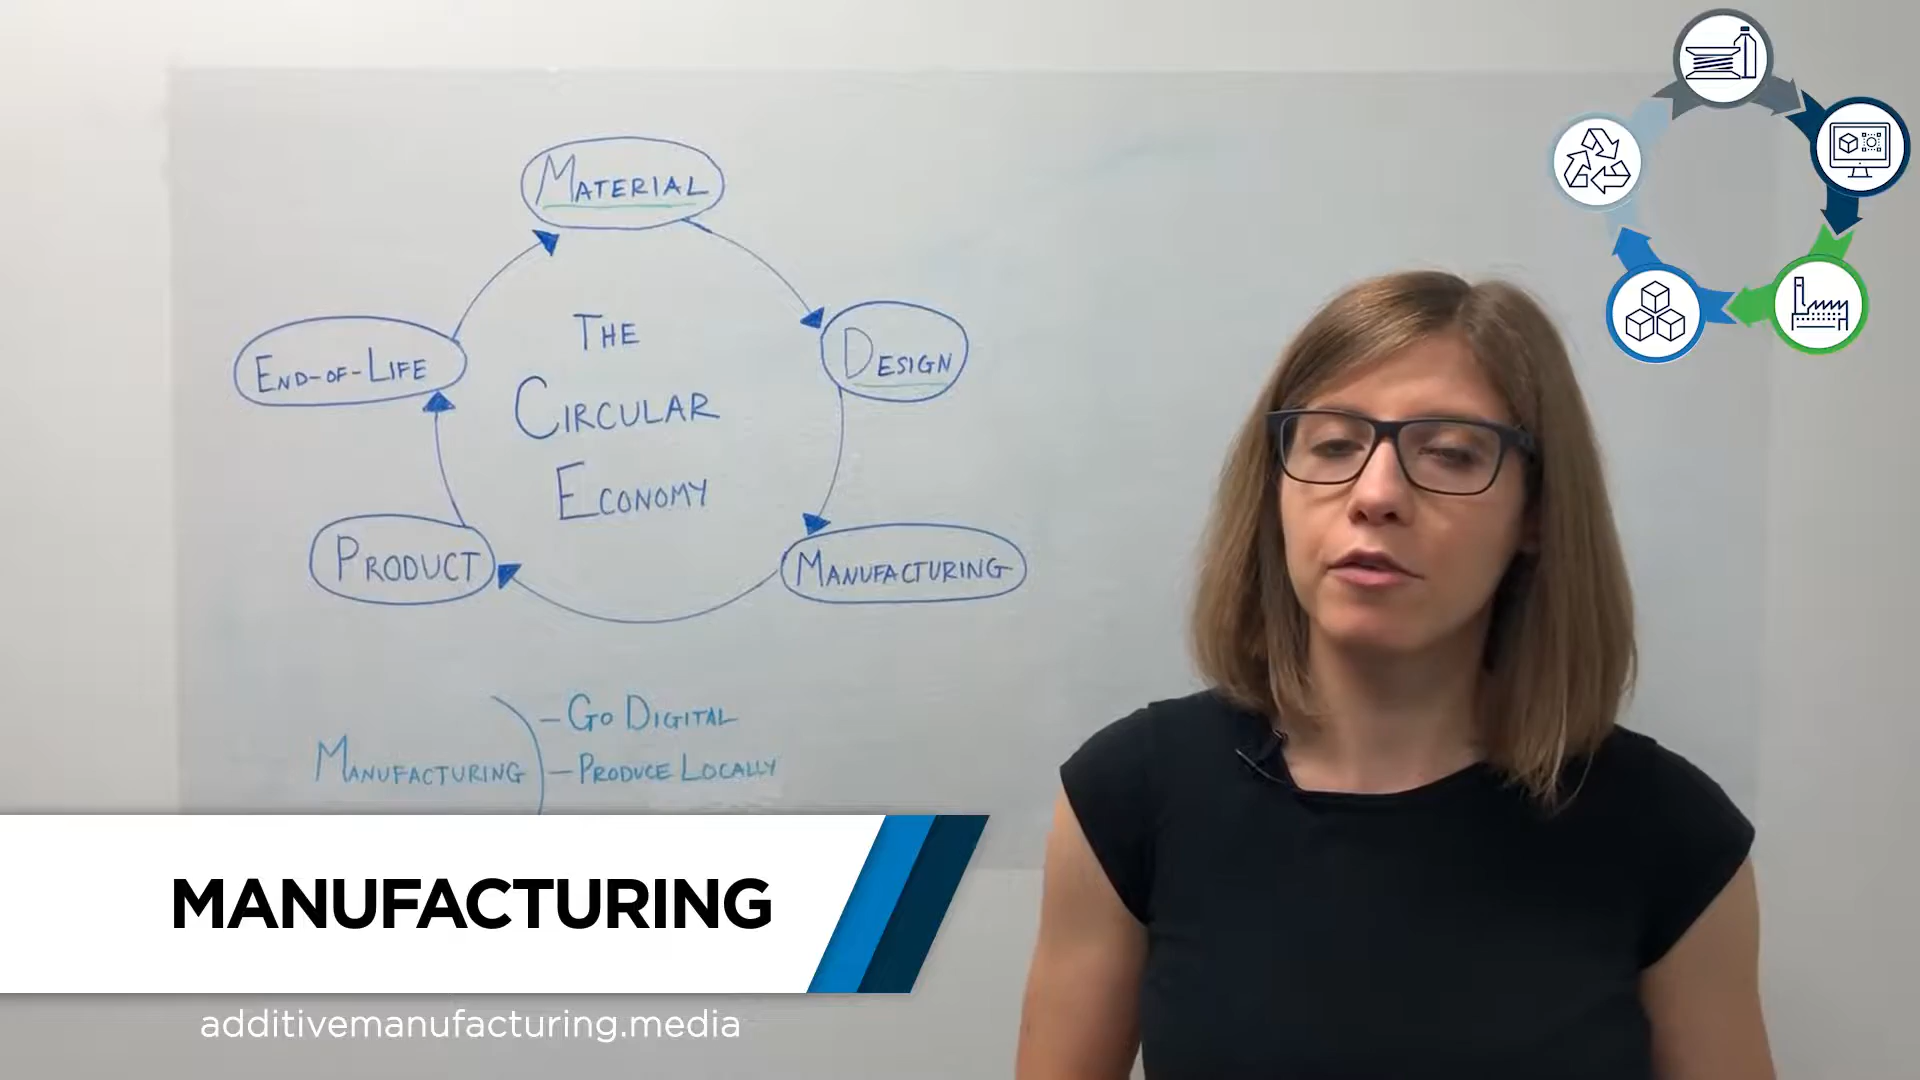 MATERIAL
DESIGN
END-OF-LIFE
THE
CIRCULAR
ECONOMY
PRODUCT
MANUFACTURING
MANUFACTURING
- GO DIGITAL
- PRODUCE LOCALLY
MANUFACTURING
additivemanufacturing.media